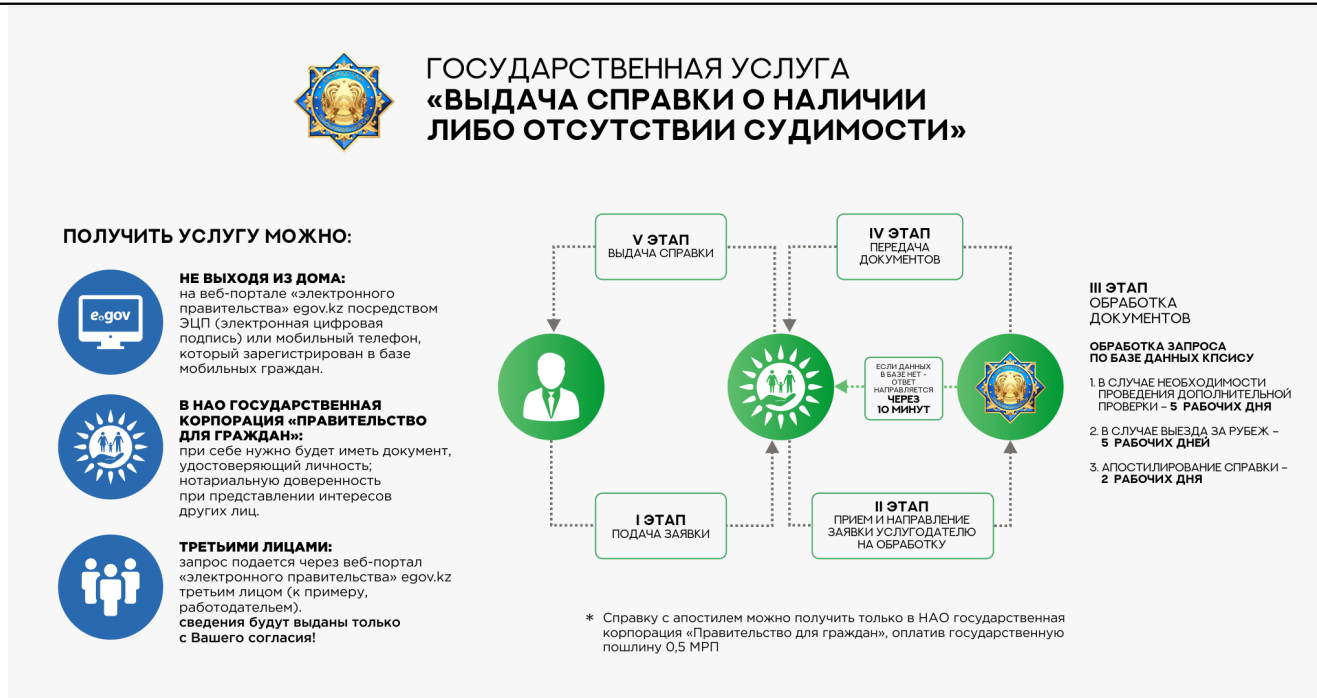 ГОСУДАРСТВЕННАЯ УСЛУГА
«ВЫДАЧА СПРАВКИ О НАЛИЧИИ
ЛИБО ОТСУТСТВИИ СУДИМОСТИ»
ПОЛУЧИТЬ УСЛУГУ МОЖНО:
e.gov
НЕ ВЫХОДЯ ИЗ ДОМА:
на веб-портале «электронного
правительства» egov.kz посредством
ЭЦП (электронная цифровая
подпись) или мобильный телефон,
который зарегистрирован в базе
мобильных граждан.
В НАО ГОСУДАРСТВЕННАЯ
КОРПОРАЦИЯ «ПРАВИТЕЛЬСТВО
ДЛЯ ГРАЖДАН»:
при себе нужно будет иметь документ,
удостоверяющий личность;
нотариальную доверенность
при представлении интересов
других лиц.
ТРЕТЬИМИ ЛИЦАМИ:
запрос подается через веб-портал
«электронного правительства» egov.kz
третьим лицом (к примеру,
работодателем).
сведения будут выданы только
с Вашего согласия!
V ЭТАП
ВЫДАЧА СПРАВКИ
IV ЭТАП
ПЕРЕДАЧА
ДОКУМЕНТОВ
ЕСЛИ ДАННЫХ
В БАЗЕ НЕТ –
ОТВЕТ
НАПРАВЛЯЕТСЯ
ЧЕРЕЗ
10 МИНУТ
I ЭТАП
ПОДАЧА ЗАЯВКИ
II ЭТАП
ПРИЕМ И НАПРАВЛЕНИЕ
ЗАЯВКИ УСЛУГОДАТЕЛЮ
НА ОБРАБОТКУ
III ЭТАП
ОБРАБОТКА
ДОКУМЕНТОВ
ОБРАБОТКА ЗАПРОСА
ПО БАЗЕ ДАННЫХ КПСИСУ
1. В СЛУЧАЕ НЕОБХОДИМОСТИ
ПРОВЕДЕНИЯ ДОПОЛНИТЕЛЬНОЙ
ПРОВЕРКИ – 5 РАБОЧИХ ДНЯ
2. В СЛУЧАЕ ВЫЕЗДА ЗА РУБЕЖ –
5 РАБОЧИХ ДНЕЙ
3. АПОСТИЛИРОВАНИЕ СПРАВКИ –
2 РАБОЧИХ ДНЯ
* Справку с апостилем можно получить только в НАО государственная
корпорация «Правительство для граждан», оплатив государственную
пошлину 0,5 МРП